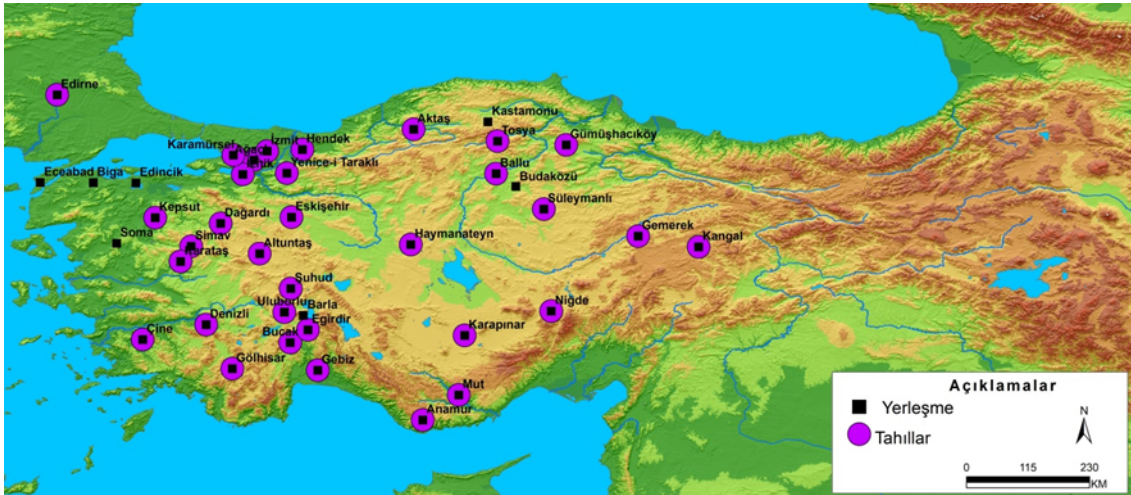 Edirne
Kastamonu
Aktaş
Tosya
Gümüşhacıköy
İzmit
Hendek
Karamürsel
Yenice-i Taraklı
Ballu
Budaközü
Eceabad
Biga
Edincik
Süleymanlı
Kepsut
Dağardı
Eskişehir
Gemerek
Kangal
Soma
Simav
Altuntaş
Haymanateyn
Şuhud
Uluborlu
Barla
Niğde
Denizli
Eğirdir
Karapınar
Çine
Bucak
Gölhisar
Gebiz
Mut
Anamur
Açıklamalar
Yerleşme
Tahıllar
N
0 115 230
KM